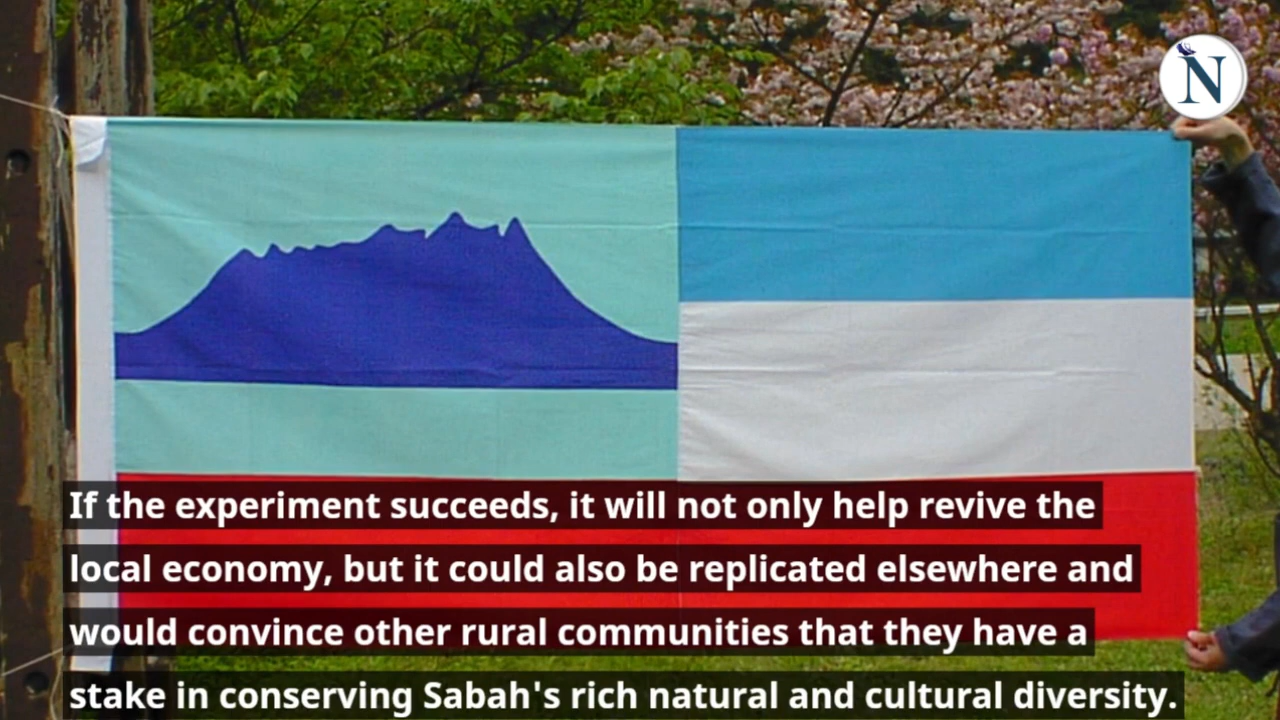 N
If the experiment succeeds, it will not only help revive the
local economy, but it could also be replicated elsewhere and
would convince other rural communities that they have a
stake in conserving Sabah's rich natural and cultural diversity.